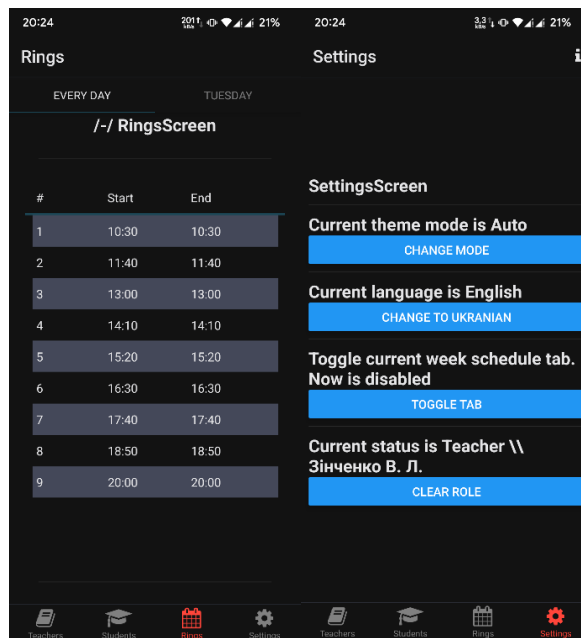 20:24
201 kB/s 21%
Rings
EVERY DAY TUESDAY
/-/ RingsScreen
# Start End
1 10:30 10:30
2 11:40 11:40
3 13:00 13:00
4 14:10 14:10
5 15:20 15:20
6 16:30 16:30
7 17:40 17:40
8 18:50 18:50
9 20:00 20:00
Teachers Students Rings Settings
20:24
3,3 kB/s 21%
Settings i
SettingsScreen
Current theme mode is Auto
CHANGE MODE
Current language is English
CHANGE TO UKRANIAN
Toggle current week schedule tab.
Now is disabled
TOGGLE TAB
Current status is Teacher \\
Зінченко В. Л.
CLEAR ROLE
Teachers Students Rings Settings